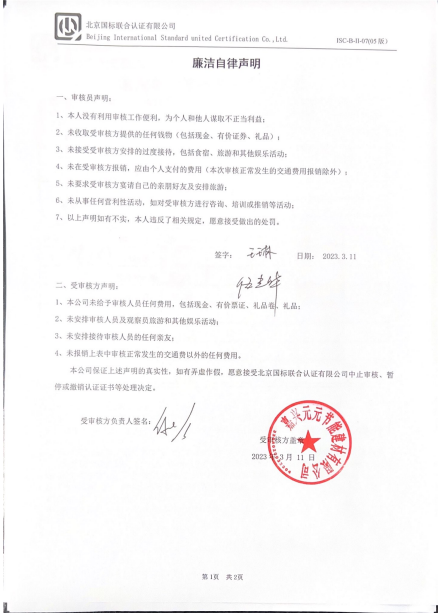 北京国标联合认证有限公司
Beijing International Standard united Certification Co.,Ltd.
ISC-B-II-07(05版)
廉洁自律声明
一、审核员声明：
1、本人没有利用审核工作便利，为个人和他人谋取不正当利益；
2、未收取受审核方提供的任何钱物（包括现金、有价证券、礼品）；
3、未接受受审核方安排的过度接待，包括食宿、旅游和其他娱乐活动；
4、未在受审核方报销，应由个人支付的费用（本次审核正常发生的交通费用报销除外）；
5、未要求受审核方宴请自己的亲朋好友及安排旅游；
6、未从事任何营利性活动，如对受审核方进行咨询、培训或推销等活动；
7、以上声明如有不实，本人违反了相关规定，愿意接受做出的处罚。
签字： 日期：2023.3.11
二、受审核方声明：
1、本公司未给予审核人员任何费用，包括现金、有价票证、礼品卷、礼品；
2、未安排审核人员及观察员旅游和其他娱乐活动；
3、未安排接待审核人员的任何亲友；
4、未报销上表中审核正常发生的交通费以外的任何费用。
本公司保证上述声明的真实性，如有弄虚作假，愿意接受北京国标联合认证有限公司中止审核、暂
停或撤销认证证书等处理决定。
受审核方负责人签名：
嘉兴元元节能建材有限公司
受审核方盖章
2023年3月11日
第1页 共2页